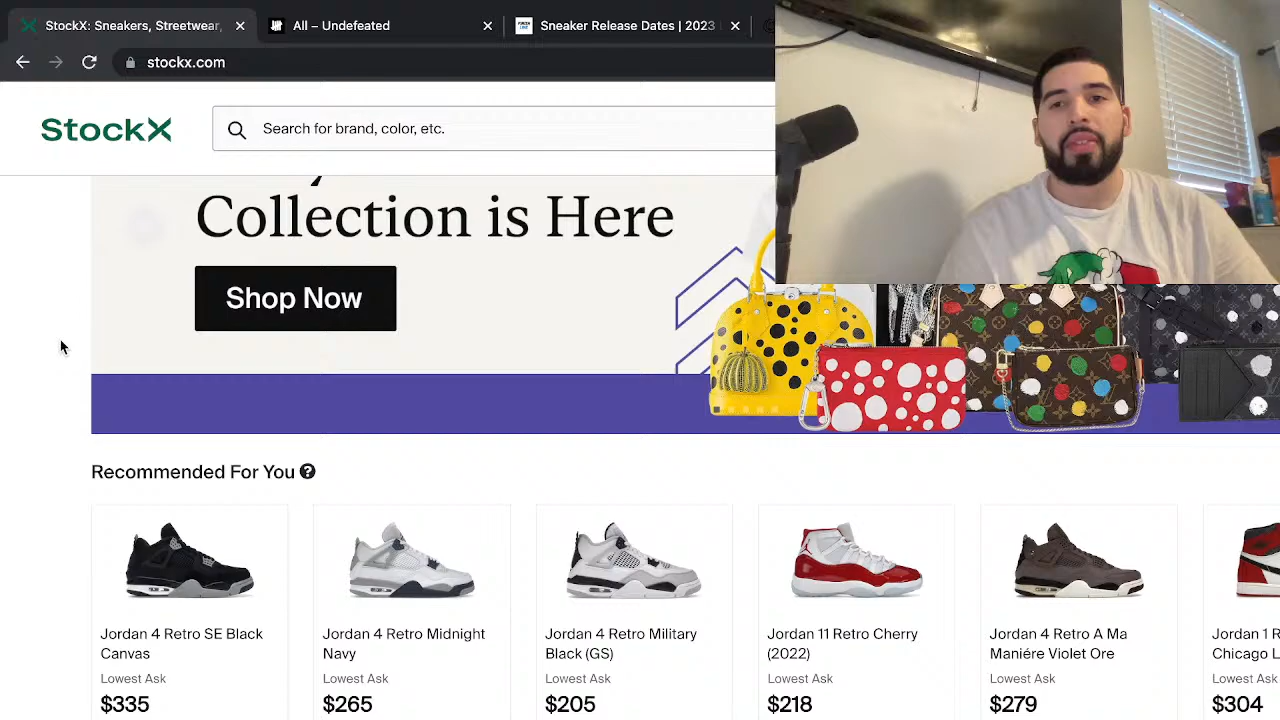 StockX: Sneakers, Streetwear,
All – Undefeated
Sneaker Release Dates | 2023
stockx.com
StockX
Search for brand, color, etc.
Collection is Here
Shop Now
Recommended For You
Jordan 4 Retro SE Black
Canvas
Lowest Ask
$335
Jordan 4 Retro Midnight
Navy
Lowest Ask
$265
Jordan 4 Retro Military
Black (GS)
Lowest Ask
$205
Jordan 11 Retro Cherry
(2022)
Lowest Ask
$218
Jordan 4 Retro A Ma
Maniére Violet Ore
Lowest Ask
$279
Jordan 1 R
Chicago L
Lowest Ask
$304